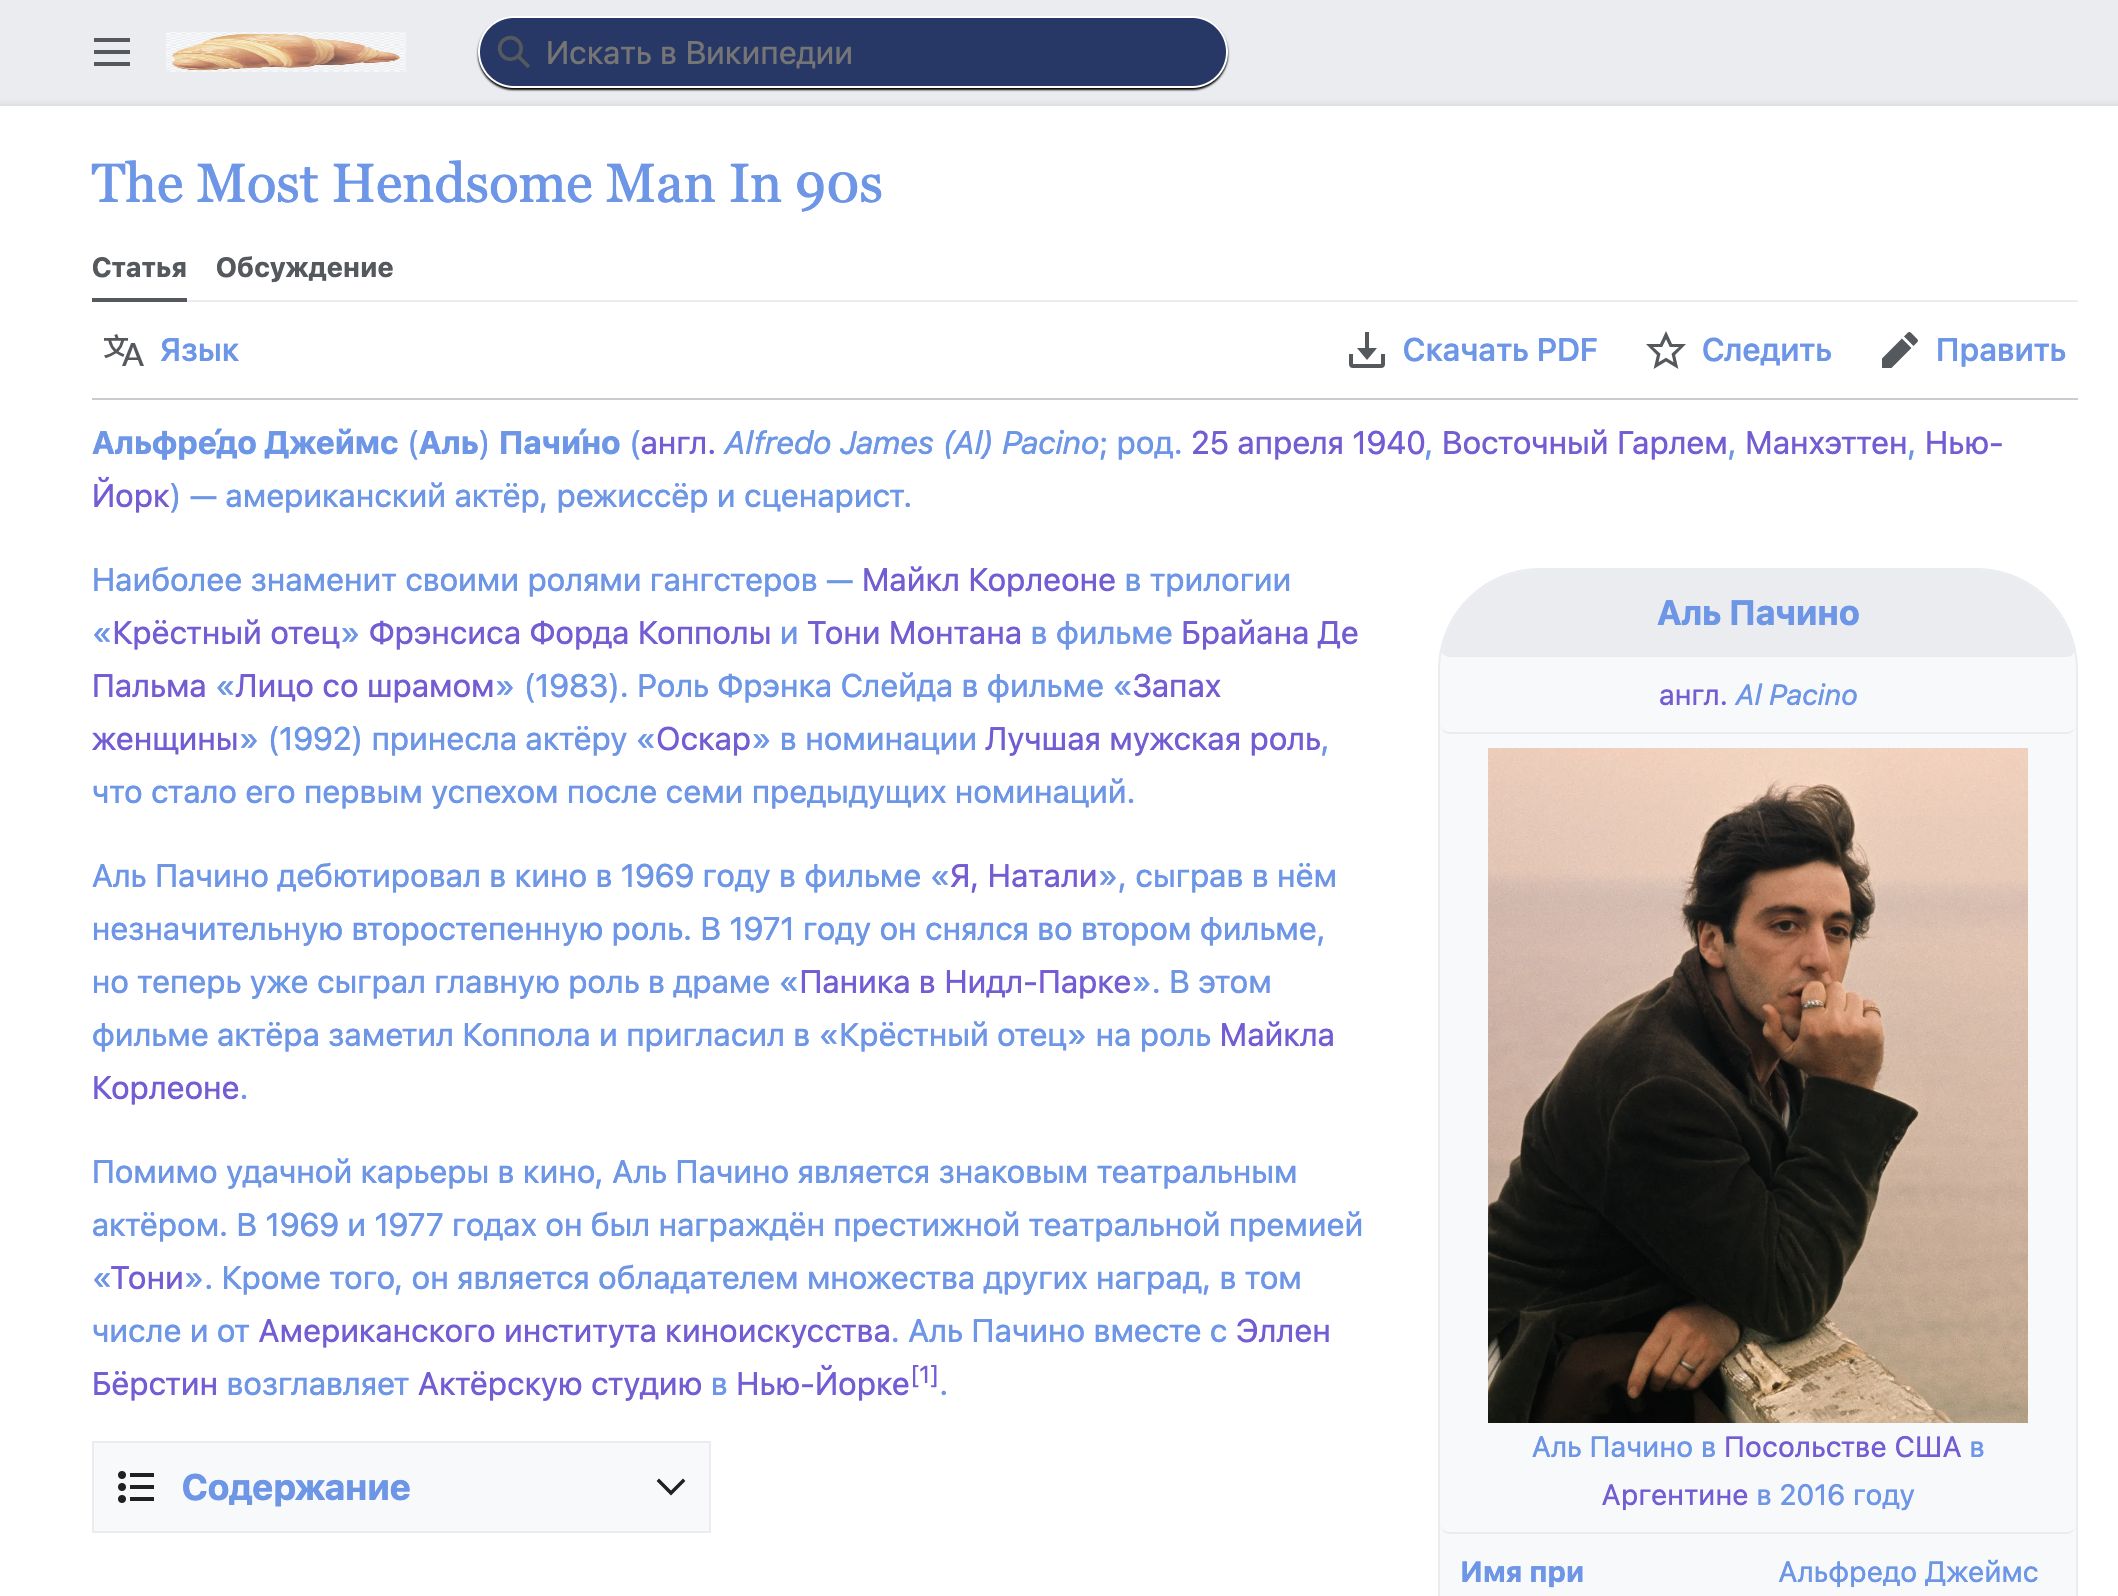 Искать в Википедии
The Most Hendsome Man In 90s
Статья Обсуждение
Язык Скачать PDF Следить Править
Альфре́до Джеймс (Аль) Пачи́но (англ. Alfredo James (Al) Pacino; род. 25 апреля 1940, Восточный Гарлем, Манхэттен, Нью-
Йорк) — американский актёр, режиссёр и сценарист.
Наиболее знаменит своими ролями гангстеров — Майкл Корлеоне в трилогии
«Крёстный отец» Фрэнсиса Форда Копполы и Тони Монтана в фильме Брайана Де
Пальма «Лицо со шрамом» (1983). Роль Фрэнка Слейда в фильме «Запах
женщины» (1992) принесла актёру «Оскар» в номинации Лучшая мужская роль,
что стало его первым успехом после семи предыдущих номинаций.
Аль Пачино дебютировал в кино в 1969 году в фильме «Я, Натали», сыграв в нём
незначительную второстепенную роль. В 1971 году он снялся во втором фильме,
но теперь уже сыграл главную роль в драме «Паника в Нидл-Парке». В этом
фильме актёра заметил Коппола и пригласил в «Крёстный отец» на роль Майкла
Корлеоне.
Помимо удачной карьеры в кино, Аль Пачино является знаковым театральным
актёром. В 1969 и 1977 годах он был награждён престижной театральной премией
«Тони». Кроме того, он является обладателем множества других наград, в том
числе и от Американского института киноискусства. Аль Пачино вместе с Эллен
Бёрстин возглавляет Актёрскую студию в Нью-Йорке[1].
Содержание
Аль Пачино
англ. Al Pacino
Аль Пачино в Посольстве США в
Аргентине в 2016 году
Имя при Альфредо Джеймс